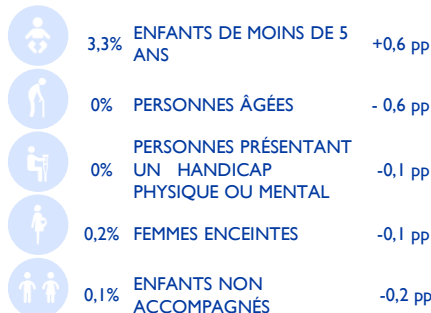 3,3% ENFANTS DE MOINS DE 5 ANS +0,6 pp
0% PERSONNES ÂGÉES - 0,6 pp
0% PERSONNES PRÉSENTANT UN HANDICAP PHYSIQUE OU MENTAL -0,1 pp
0,2% FEMMES ENCEINTES -0,1 pp
0,1% ENFANTS NON ACCOMPAGNÉS -0,2 pp